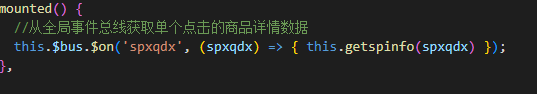 mounted() {
//从全局事件总线获取单个点击的商品详情数据
this.$bus.$on('spxqdx', (spxqdx) => { this.getspinfo(spxqdx) });
},